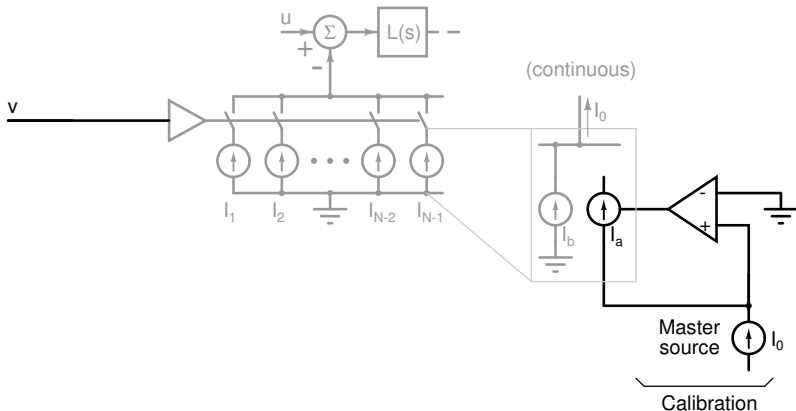 u
+
-
Σ
L(s)
(continuous)
I0
v
I1
I2
IN-2
IN-1
Ib
Ia
-
+
Master
source
I0
Calibration